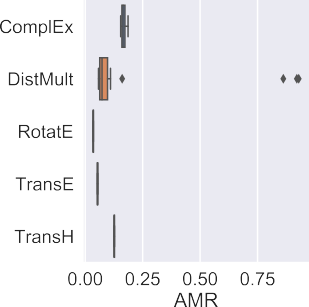 ComplEx
DistMult
RotatE
TransE
TransH
0.00 0.25 0.50 0.75
AMR